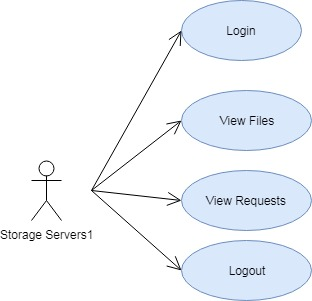 Login
View Files
View Requests
Storage Servers1
Logout